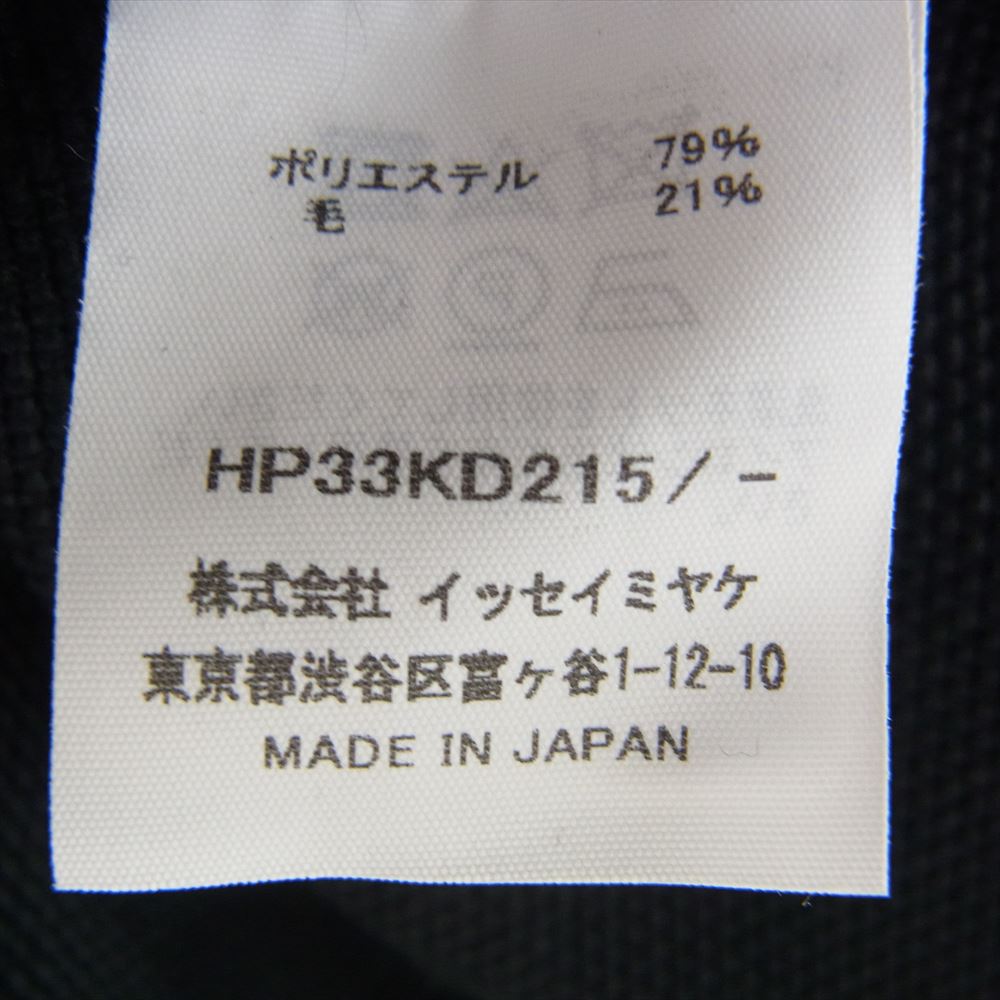 ポリエステル 79%
毛 21%
HP33KD215/-
株式会社 イッセイミヤケ
東京都渋谷区富ヶ谷1-12-10
MADE IN JAPAN